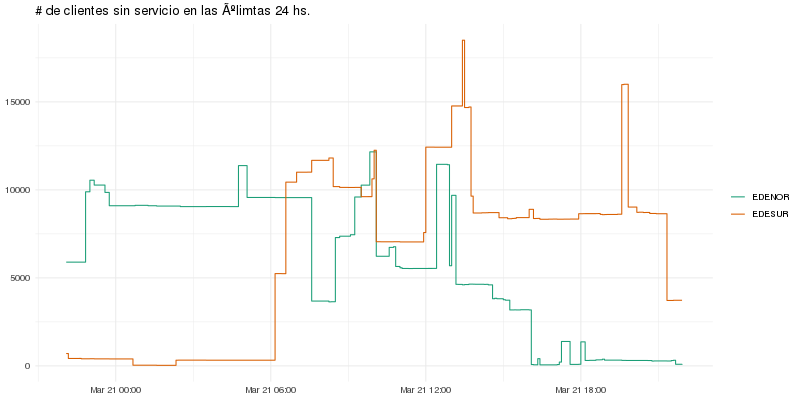 # de clientes sin servicio en las Ãºlimtas 24 hs.
15000
10000
5000
0
Mar 21 00:00
Mar 21 06:00
Mar 21 12:00
Mar 21 18:00
EDENOR
EDESUR